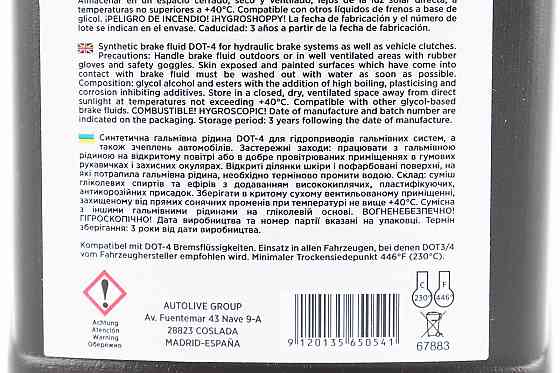 Almacenar en un espacio cerrado, seco y ventilado, lejos de la luz solar directa, a
temperaturas no superiores a +40°C. Compatible con otros líquidos de frenos a base de
glicol. ¡PELIGRO DE INCENDIO! ¡HYGROSHOPPY! La fecha de fabricación y el número de
lote se indican en el envase. Caducidad: 3 años a partir de la fecha de fabricación.
Synthetic brake fluid DOT-4 for hydraulic brake systems as well as vehicle clutches.
Precautions: Handle brake fluid outdoors or in well ventilated areas with rubber
gloves and safety goggles. Skin exposed and painted surfaces which have come into
contact with brake fluid must be washed out with water as soon as possible.
Composition: glycol alcohol and esters with the addition of high boiling, plasticising and
corrosion inhibiting additives. Store in a closed, dry, ventilated space away from direct
sunlight at temperatures not exceeding +40°C. Compatible with other glycol-based
brake fluids. COMBUSTIBLE! HYGROSCOPIC! Date of manufacture and batch number are
indicated on the packaging. Storage period: 3 years following the date of manufacture.
Синтетична гальмівна рідина DOT-4 для гідроприводів гальмівних систем, а
також зчеплень автомобілів. Застережні заходи: працювати з гальмівною
рідиною на відкритому повітрі або в добре провітрюваних приміщеннях в гумових
рукавичках і захисних окулярах. Відкриті ділянки шкіри і пофарбовані поверхні, на
які потрапила гальмівна рідина, необхідно терміново промити водою. Склад: суміш
гліколевих спиртів та ефірів з додаванням висококиплячих, пластифікуючих,
антикорозійних присадок. Зберігати в критому сухому вентильованому приміщенні,
захищеному від прямих сонячних променів при температурі не вище +40°C. Сумісна
з іншими гальмівними рідинами на гліколевій основі. ВОГНЕНЕБЕЗПЕЧНО!
ГІГРОСКОПІЧНО! Дата виробництва та номер партії вказані на упаковці. Термін
зберігання: 3 роки від дати виробництва.
Kompatibel mit DOT-4 Bremsflüssigkeiten. Einsatz in allen Fahrzeugen, bei denen DOT3/4
vom Fahrzeughersteller empfohlen wird. Minimaler Trockensiedepunkt 446°F (230°C).
C F
230° 446°
Achtung
Atención
Warning
Обережно
AUTOLIVE GROUP
Av. Fuentemar 43 Nave 9-A
28823 COSLADA
MADRID-ESPAÑA
9 120135 650541
67883